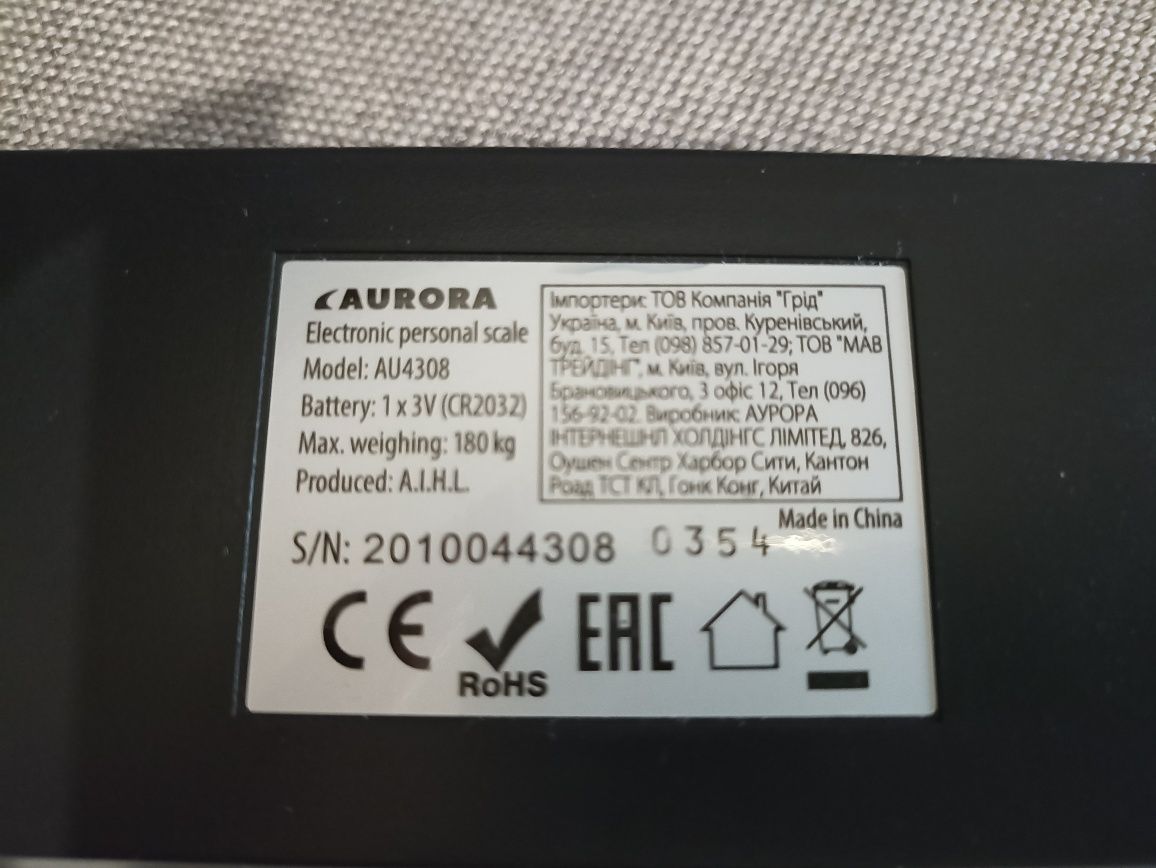 AURORA
Electronic personal scale
Model: AU4308
Battery: 1 x 3V (CR2032)
Max. weighing: 180 kg
Produced: A.I.H.L.
Імпортери: ТОВ Компанія "Грід"
Україна, м. Київ, пров. Куренівський,
буд. 15, Тел (098) 857-01-29; ТОВ "МАВ
ТРЕЙДІНГ", м. Київ, вул. Ігоря
Брановицького, 3 офіс 12, Тел (096)
156-92-02. Виробник: АУРОРА
ІНТЕРНЕШНЛ ХОЛДІНГС ЛІМІТЕД, 826,
Оушен Сентр Харбор Сити, Кантон
Роад ТСТ КЛ, Гонк Конг, Китай
Made in China
S/N: 2010044308 0354
CE
RoHS
EAC